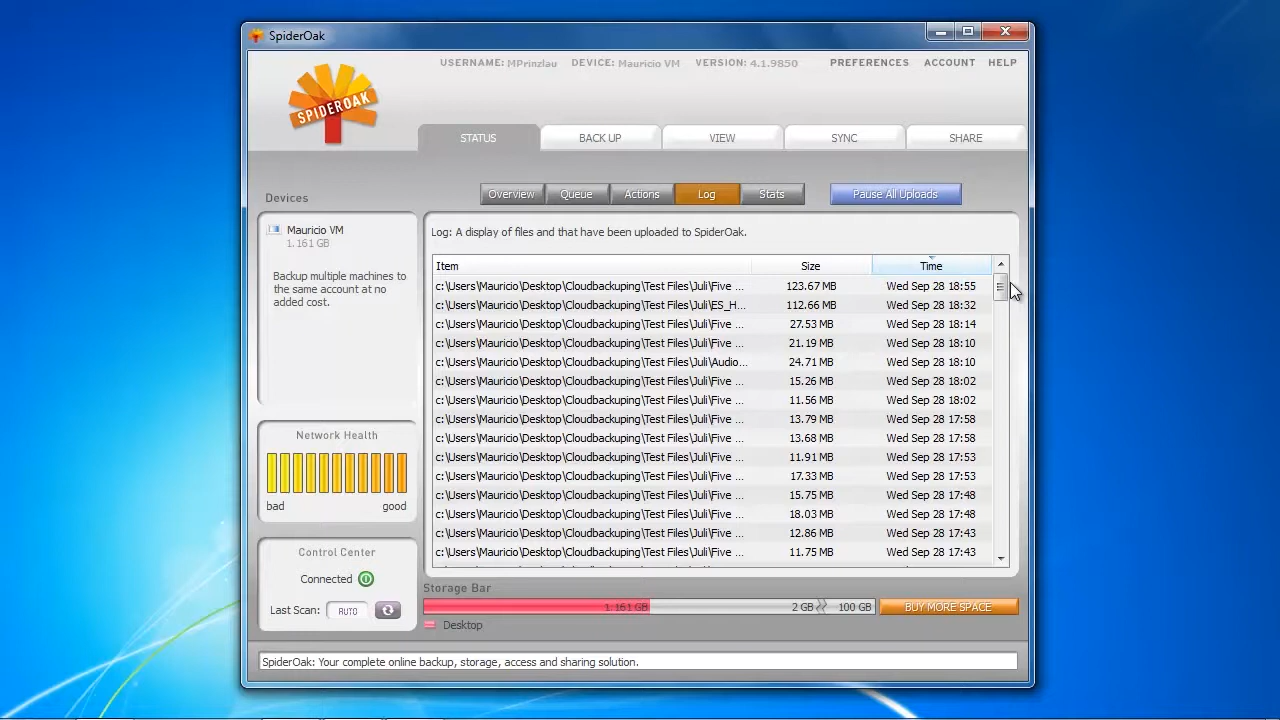 SpiderOak
USERNAME: MPrinzlau DEVICE: Mauricio VM VERSION: 4.1.9850 PREFERENCES ACCOUNT HELP
SPIDEROAK
STATUS BACK UP VIEW SYNC SHARE
Devices
Overview Queue Actions Log Stats Pause All Uploads
Mauricio VM
1.161 GB
Backup multiple machines to
the same account at no
added cost.
Network Health
bad good
Control Center
Connected
Last Scan: AUTO
Log: A display of files and that have been uploaded to SpiderOak.
Item Size Time
c:\Users\Mauricio\Desktop\Cloudbackuping\Test Files\Juli\Five ... 123.67 MB Wed Sep 28 18:55
c:\Users\Mauricio\Desktop\Cloudbackuping\Test Files\Juli\ES_H... 112.66 MB Wed Sep 28 18:32
c:\Users\Mauricio\Desktop\Cloudbackuping\Test Files\Juli\Five ... 27.53 MB Wed Sep 28 18:14
c:\Users\Mauricio\Desktop\Cloudbackuping\Test Files\Juli\Five ... 21.19 MB Wed Sep 28 18:10
c:\Users\Mauricio\Desktop\Cloudbackuping\Test Files\Juli\Audio... 24.71 MB Wed Sep 28 18:10
c:\Users\Mauricio\Desktop\Cloudbackuping\Test Files\Juli\Five ... 15.26 MB Wed Sep 28 18:02
c:\Users\Mauricio\Desktop\Cloudbackuping\Test Files\Juli\Five ... 11.56 MB Wed Sep 28 18:02
c:\Users\Mauricio\Desktop\Cloudbackuping\Test Files\Juli\Five ... 13.79 MB Wed Sep 28 17:58
c:\Users\Mauricio\Desktop\Cloudbackuping\Test Files\Juli\Five ... 13.68 MB Wed Sep 28 17:58
c:\Users\Mauricio\Desktop\Cloudbackuping\Test Files\Juli\Five ... 11.91 MB Wed Sep 28 17:53
c:\Users\Mauricio\Desktop\Cloudbackuping\Test Files\Juli\Five ... 17.33 MB Wed Sep 28 17:53
c:\Users\Mauricio\Desktop\Cloudbackuping\Test Files\Juli\Five ... 15.75 MB Wed Sep 28 17:48
c:\Users\Mauricio\Desktop\Cloudbackuping\Test Files\Juli\Five ... 18.03 MB Wed Sep 28 17:48
c:\Users\Mauricio\Desktop\Cloudbackuping\Test Files\Juli\Five ... 12.86 MB Wed Sep 28 17:43
c:\Users\Mauricio\Desktop\Cloudbackuping\Test Files\Juli\Five ... 11.75 MB Wed Sep 28 17:43
Storage Bar
1.161 GB 2 GB 100 GB BUY MORE SPACE
Desktop
SpiderOak: Your complete online backup, storage, access and sharing solution.